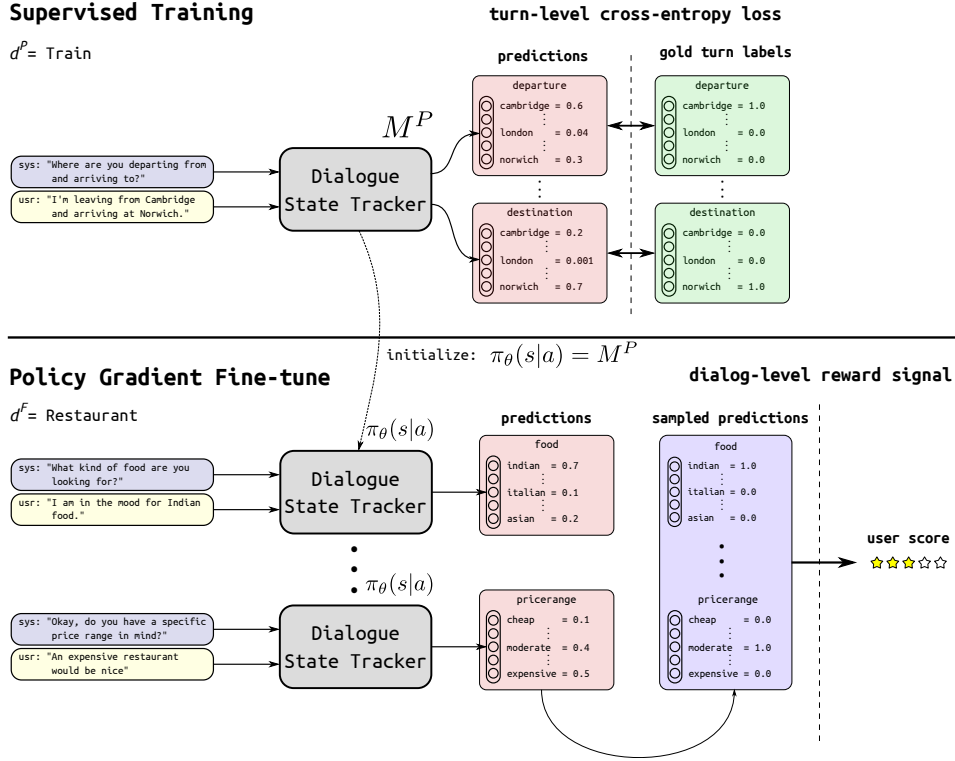 Supervised Training
turn-level cross-entropy loss
d^P = Train
predictions
gold turn labels
M^P
sys: "Where are you departing from
and arriving to?"
usr: "I'm leaving from Cambridge
and arriving at Norwich."
Dialogue
State Tracker
departure
cambridge = 0.6
⋮
london = 0.04
⋮
norwich = 0.3
⋮
destination
cambridge = 0.2
⋮
london = 0.001
⋮
norwich = 0.7
departure
cambridge = 1.0
⋮
london = 0.0
⋮
norwich = 0.0
⋮
destination
cambridge = 0.0
⋮
london = 0.0
⋮
norwich = 1.0
initialize: π_θ(s|a) = M^P
Policy Gradient Fine-tune
dialog-level reward signal
d^F = Restaurant
predictions
sampled predictions
π_θ(s|a)
sys: "What kind of food are you
looking for?"
usr: "I am in the mood for Indian
food."
Dialogue
State Tracker
food
indian = 0.7
⋮
italian = 0.1
⋮
asian = 0.2
food
indian = 1.0
⋮
italian = 0.0
⋮
asian = 0.0
⋮
user score
⋮
π_θ(s|a)
sys: "Okay, do you have a specific
price range in mind?"
usr: "An expensive restaurant
would be nice"
Dialogue
State Tracker
pricerange
cheap = 0.1
⋮
moderate = 0.4
⋮
expensive = 0.5
pricerange
cheap = 0.0
⋮
moderate = 1.0
⋮
expensive = 0.0